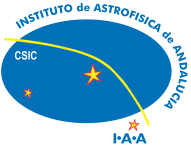 INSTITUTO de ASTROFISICA de ANDALUCIA
CSIC
I•A•A